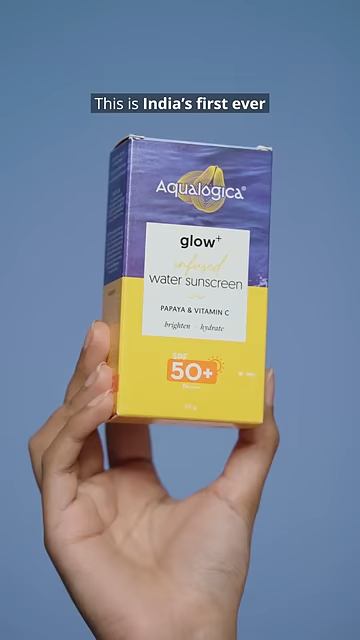 This is India's first ever
Aqualogica®
glow+
infused
water sunscreen
PAPAYA & VITAMIN C
brighten hydrate
SPF
50+